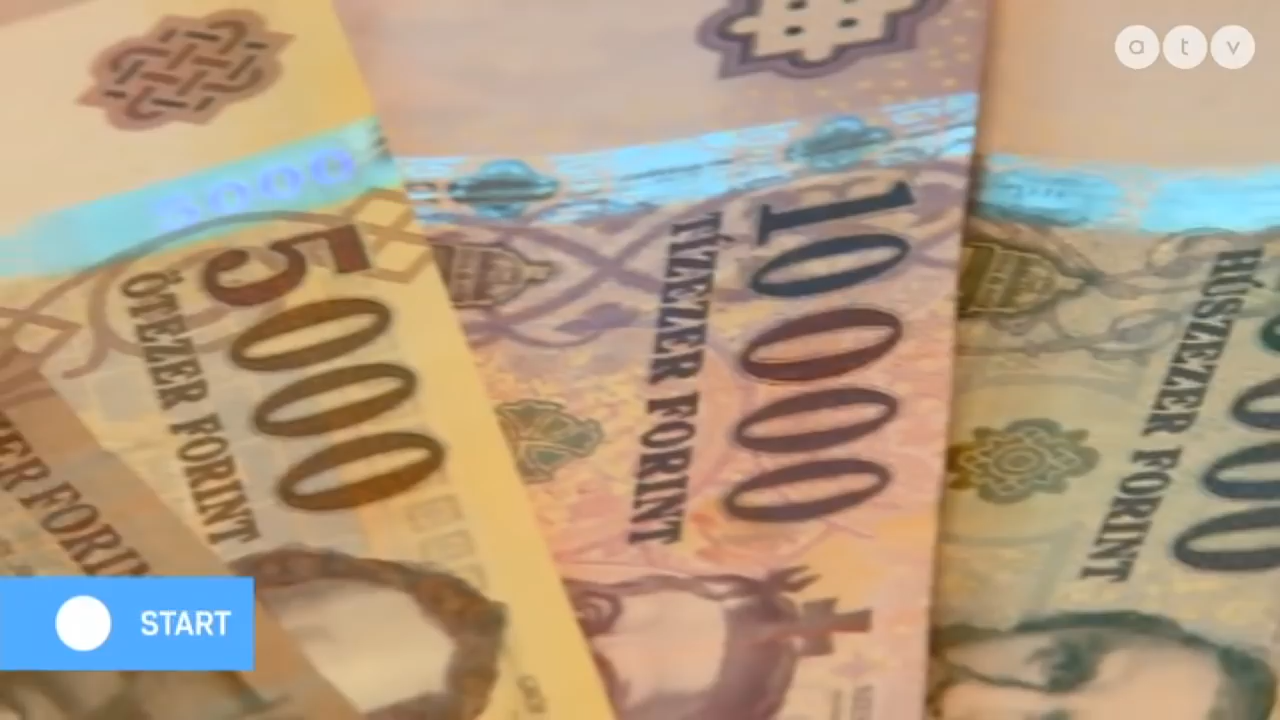 atv
5000
5000
ÖTEZER FORINT
10000
TÍZEZER FORINT
HÚSZEZER FORINT
START